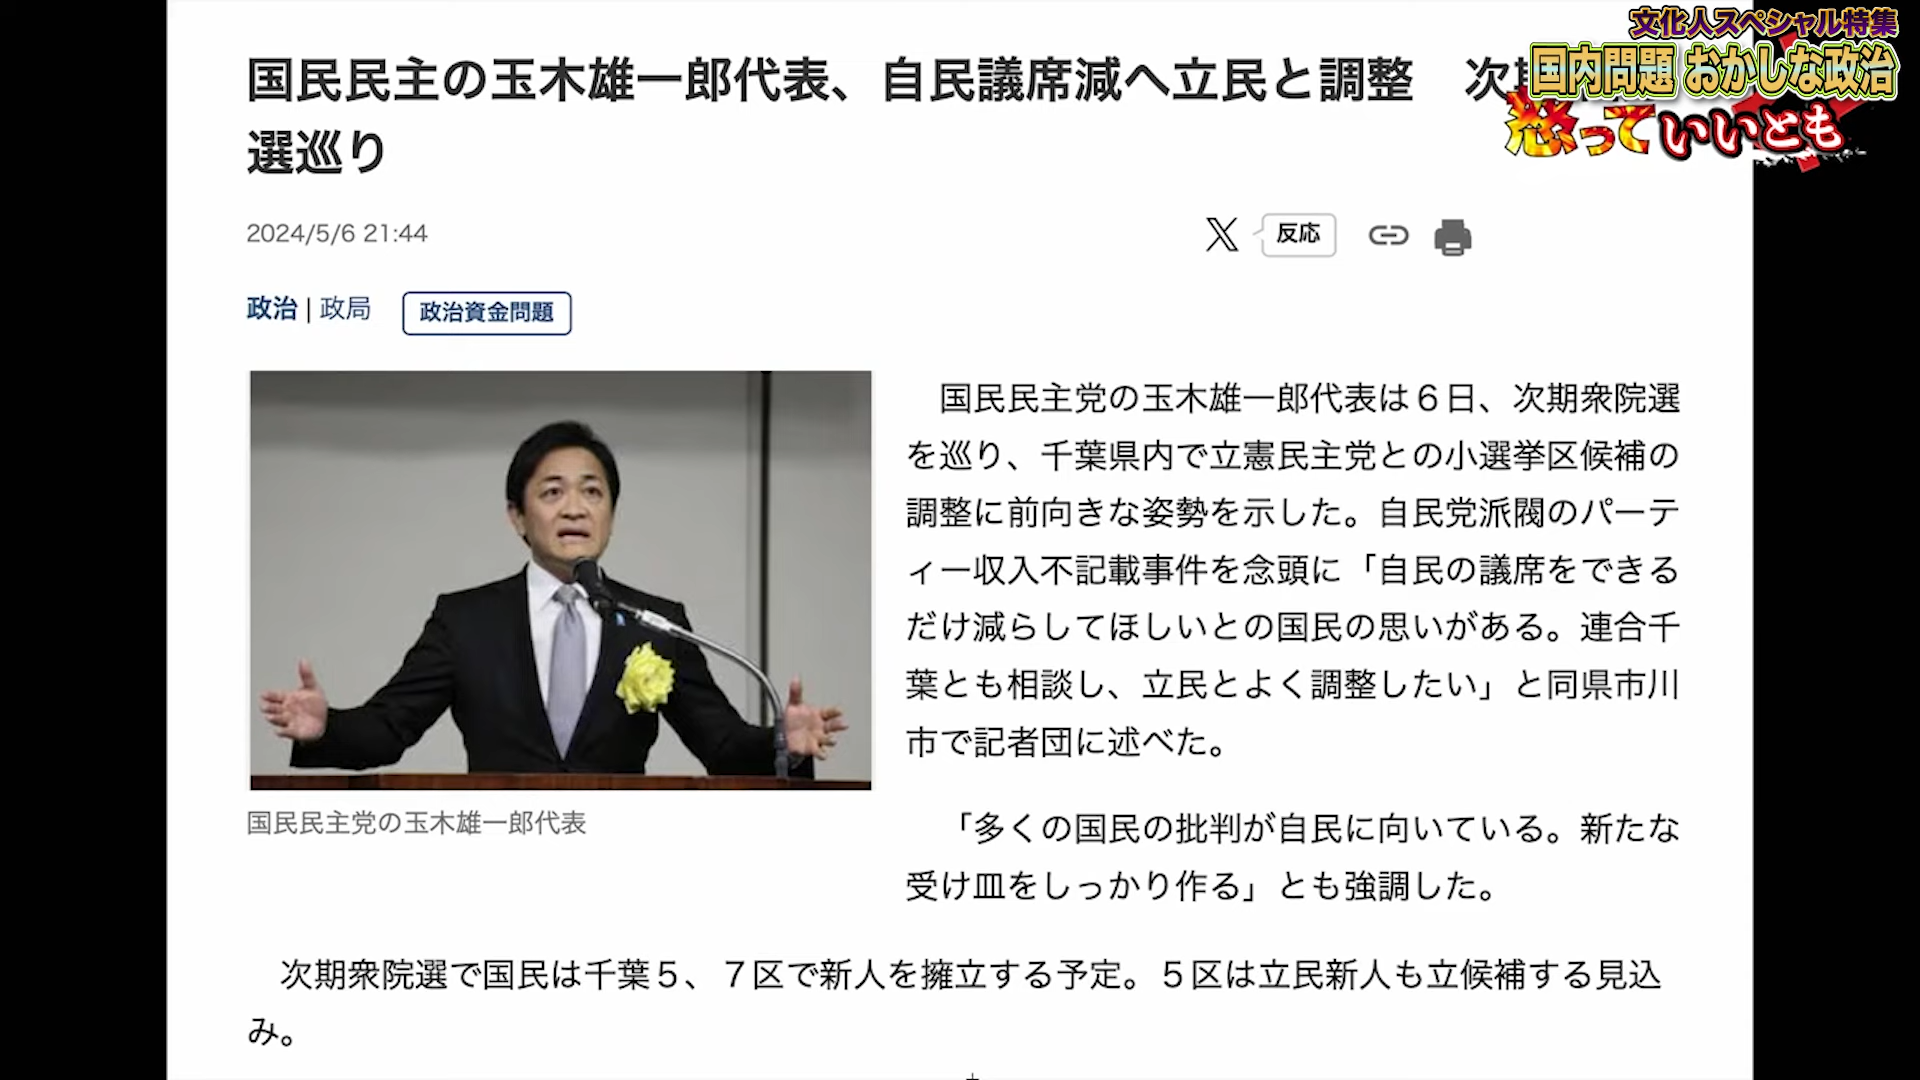 文化人スペシャル特集
国内問題 おかしな政治
怒っていいとも
国民民主の玉木雄一郎代表、自民議席減へ立民と調整　次
選巡り
2024/5/6 21:44
反応
政治 | 政局
政治資金問題
国民民主党の玉木雄一郎代表は６日、次期衆院選
を巡り、千葉県内で立憲民主党との小選挙区候補の
調整に前向きな姿勢を示した。自民党派閥のパーテ
ィー収入不記載事件を念頭に「自民の議席をできる
だけ減らしてほしいとの国民の思いがある。連合千
葉とも相談し、立民とよく調整したい」と同県市川
市で記者団に述べた。
「多くの国民の批判が自民に向いている。新たな
受け皿をしっかり作る」とも強調した。
国民民主党の玉木雄一郎代表
次期衆院選で国民は千葉５、７区で新人を擁立する予定。５区は立民新人も立候補する見込
み。